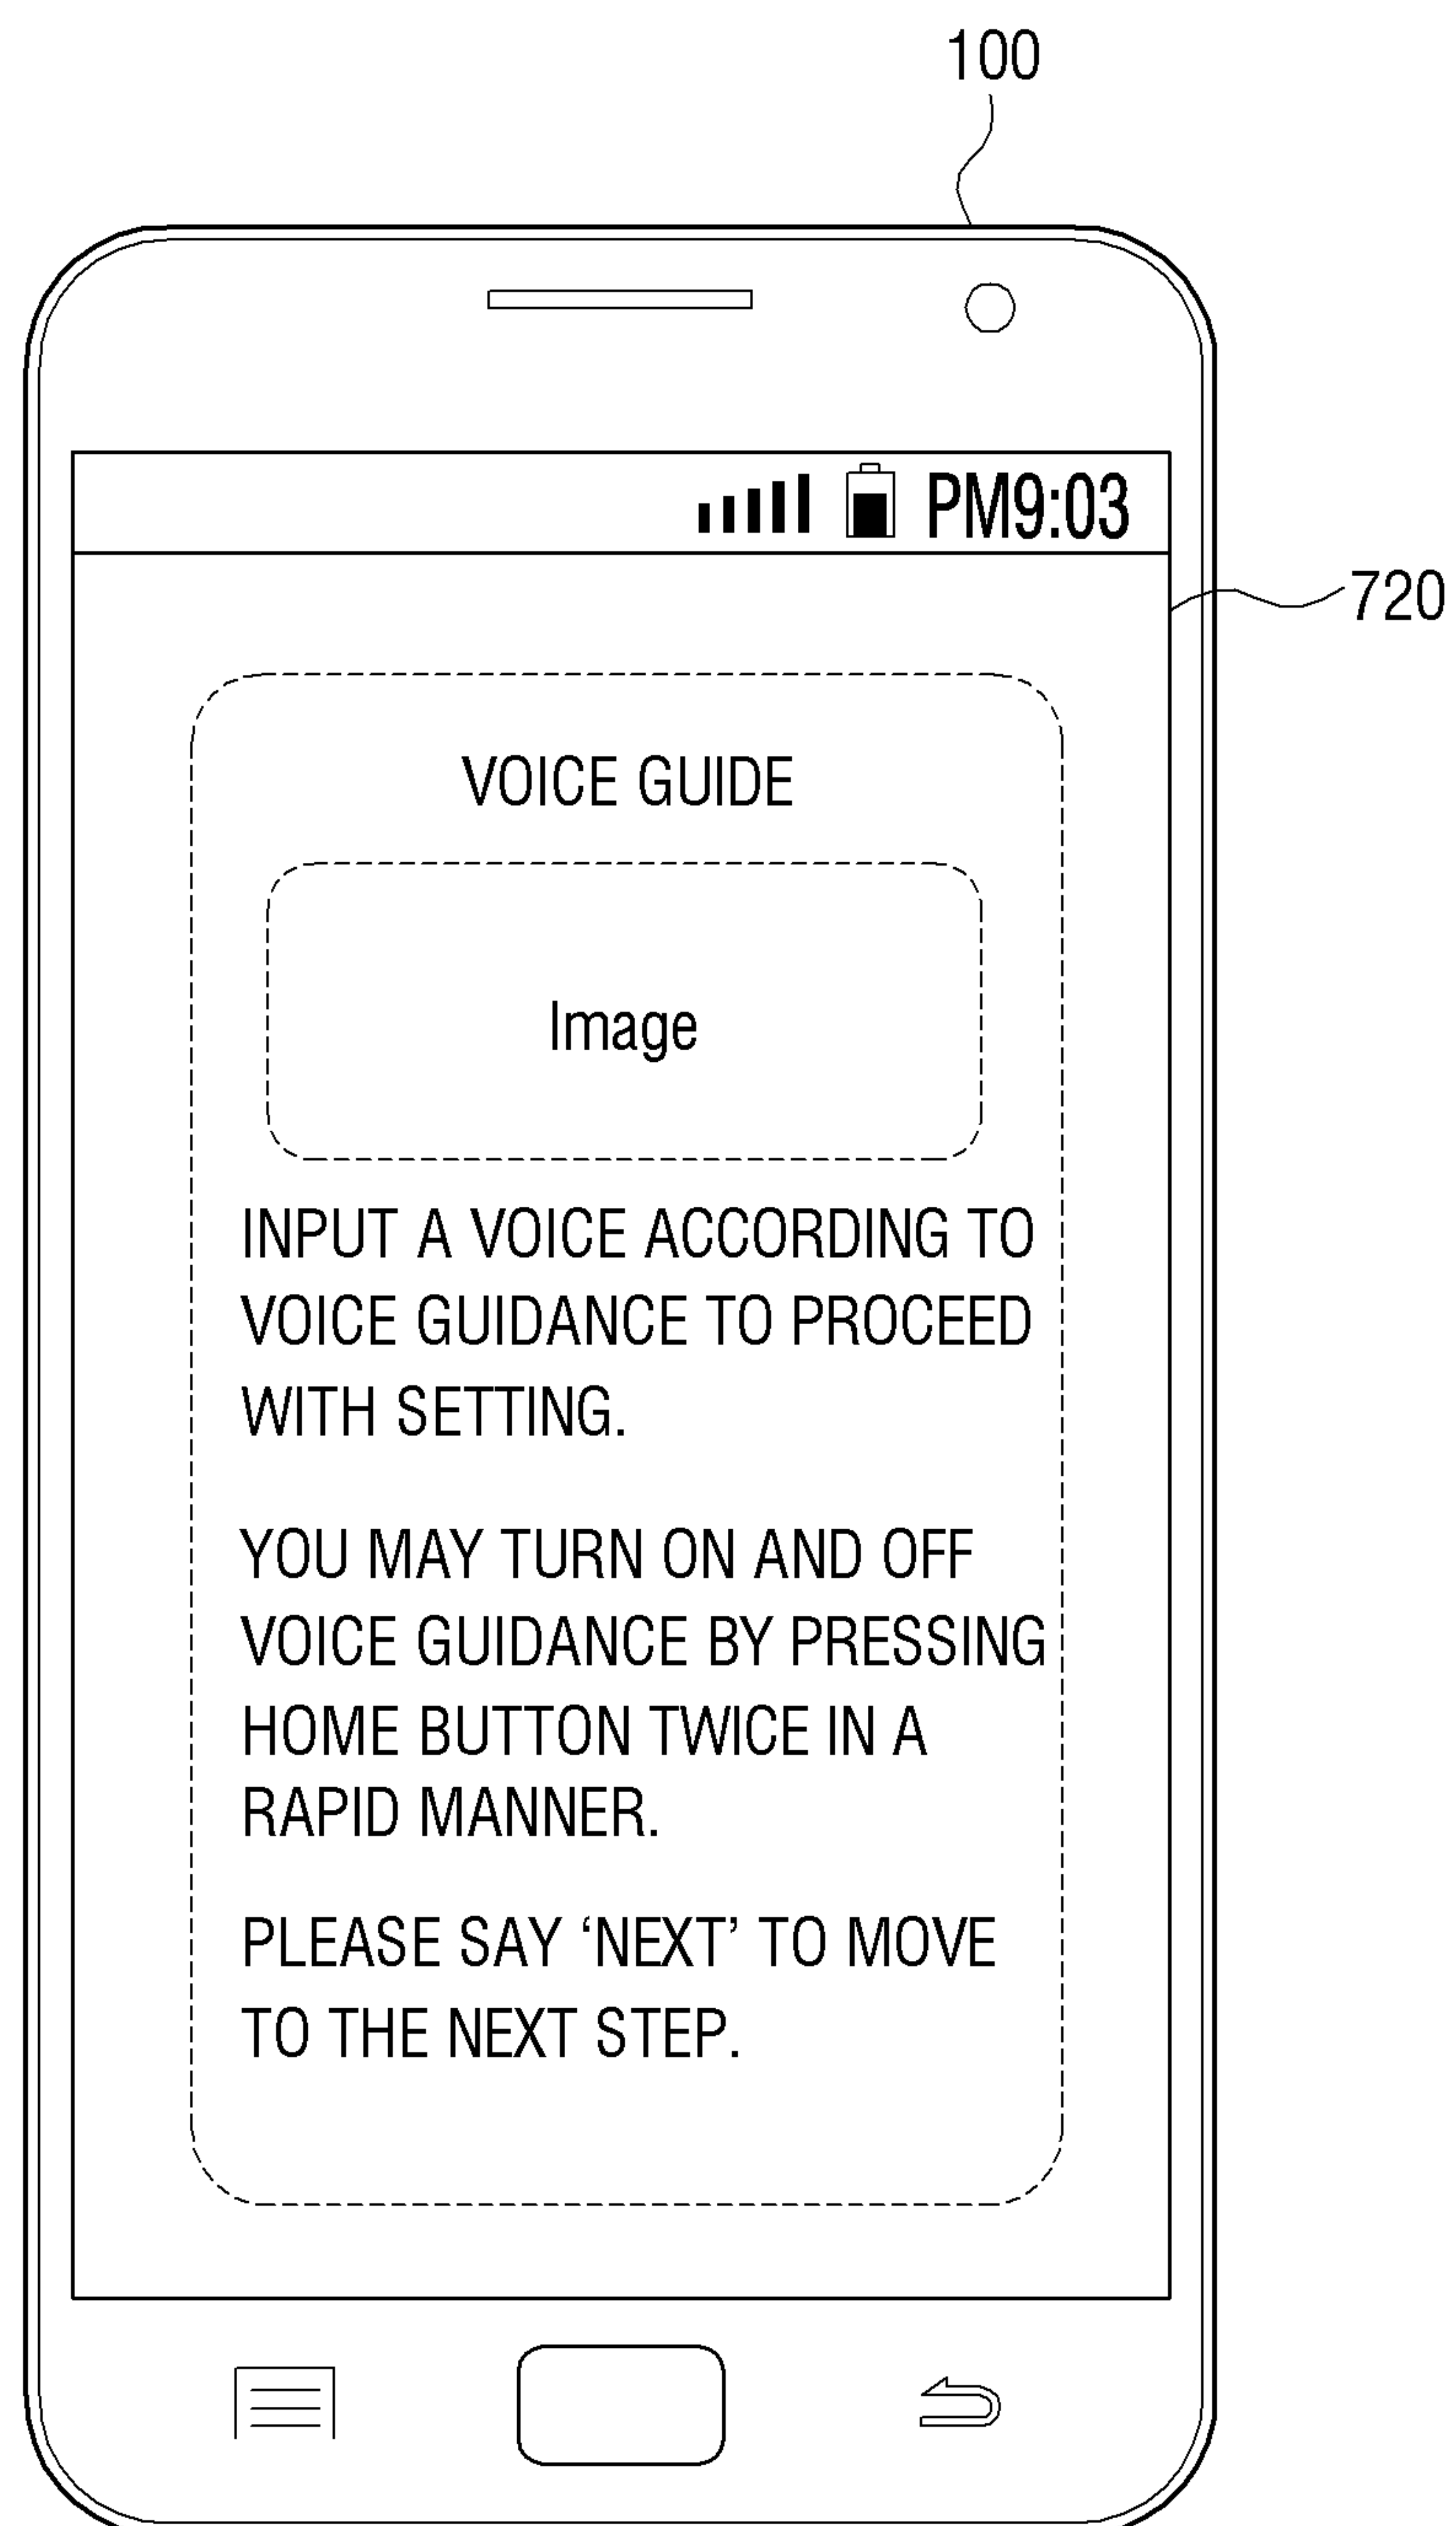 100
PM9:03
720
VOICE GUIDE
Image
INPUT A VOICE ACCORDING TO
VOICE GUIDANCE TO PROCEED
WITH SETTING.
YOU MAY TURN ON AND OFF
VOICE GUIDANCE BY PRESSING
HOME BUTTON TWICE IN A
RAPID MANNER.
PLEASE SAY ‘NEXT’ TO MOVE
TO THE NEXT STEP.